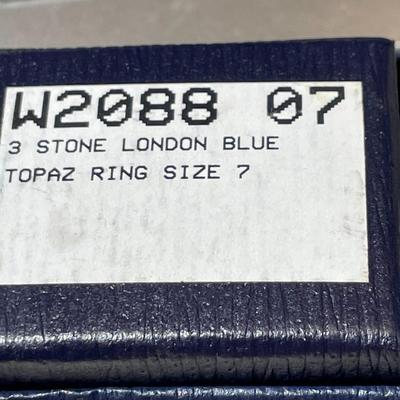 W2088 07
3 STONE LONDON BLUE
TOPAZ RING SIZE 7